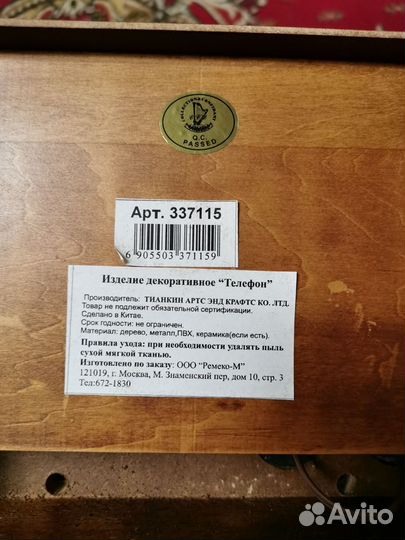 Q.C.
PASSED
Арт. 337115
6 905503 371159
Изделие декоративное “Телефон”
Производитель: ТИАНКИН АРТС ЭНД КРАФТС КО. ЛТД.
Товар не подлежит обязательной сертификации.
Сделано в Китае.
Срок годности: не ограничен.
Материал: дерево, металл,ПВХ, керамика(если есть).
Правила ухода: при необходимости удалять пыль
сухой мягкой тканью.
Изготовлено по заказу: ООО “Ремеко-М”
121019, г. Москва, М. Знаменский пер, дом 10, стр. 3
Тел:672-1830
Avito